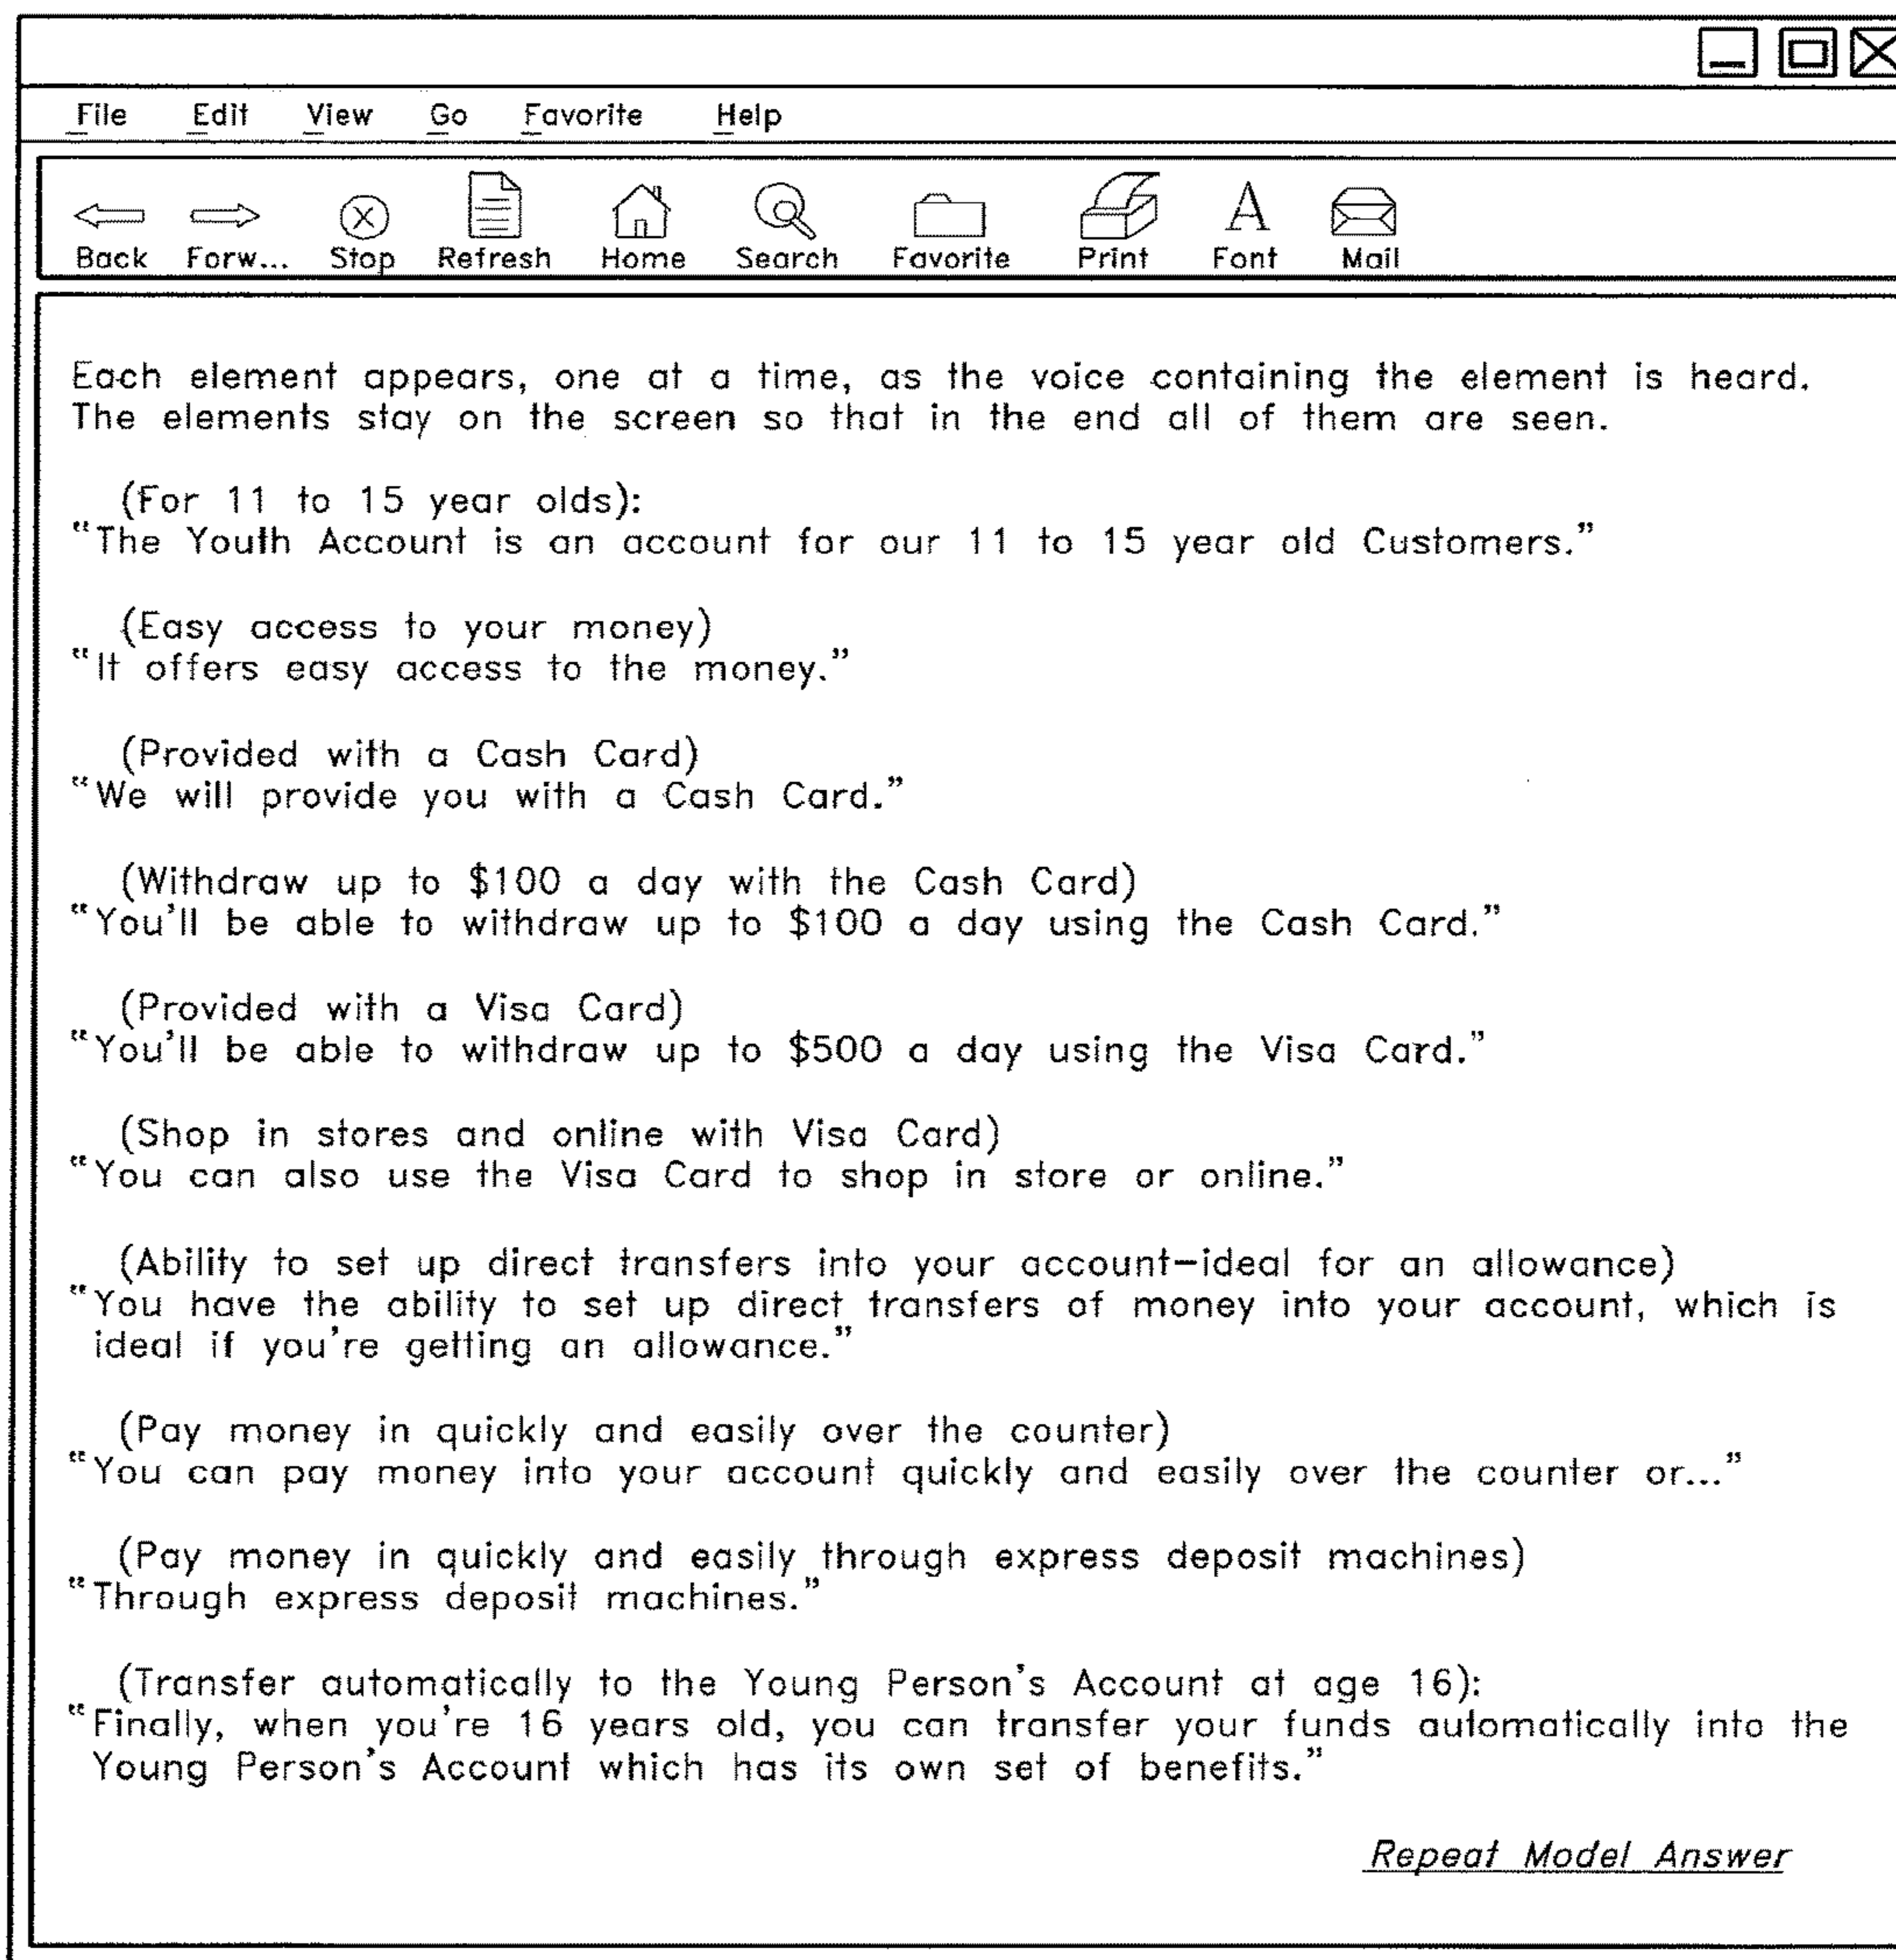 File Edit View Go Favorite Help
Back Forw... Stop Refresh Home Search Favorite Print Font Mail
Each element appears, one at a time, as the voice containing the element is heard.
The elements stay on the screen so that in the end all of them are seen.
(For 11 to 15 year olds):
“The Youth Account is an account for our 11 to 15 year old Customers.”
(Easy access to your money)
“It offers easy access to the money.”
(Provided with a Cash Card)
“We will provide you with a Cash Card.”
(Withdraw up to $100 a day with the Cash Card)
“You'll be able to withdraw up to $100 a day using the Cash Card.”
(Provided with a Visa Card)
“You'll be able to withdraw up to $500 a day using the Visa Card.”
(Shop in stores and online with Visa Card)
“You can also use the Visa Card to shop in store or online.”
(Ability to set up direct transfers into your account–ideal for an allowance)
“You have the ability to set up direct transfers of money into your account, which is
ideal if you're getting an allowance.”
(Pay money in quickly and easily over the counter)
“You can pay money into your account quickly and easily over the counter or...”
(Pay money in quickly and easily through express deposit machines)
“Through express deposit machines.”
(Transfer automatically to the Young Person's Account at age 16):
“Finally, when you're 16 years old, you can transfer your funds automatically into the
Young Person's Account which has its own set of benefits.”
Repeat Model Answer